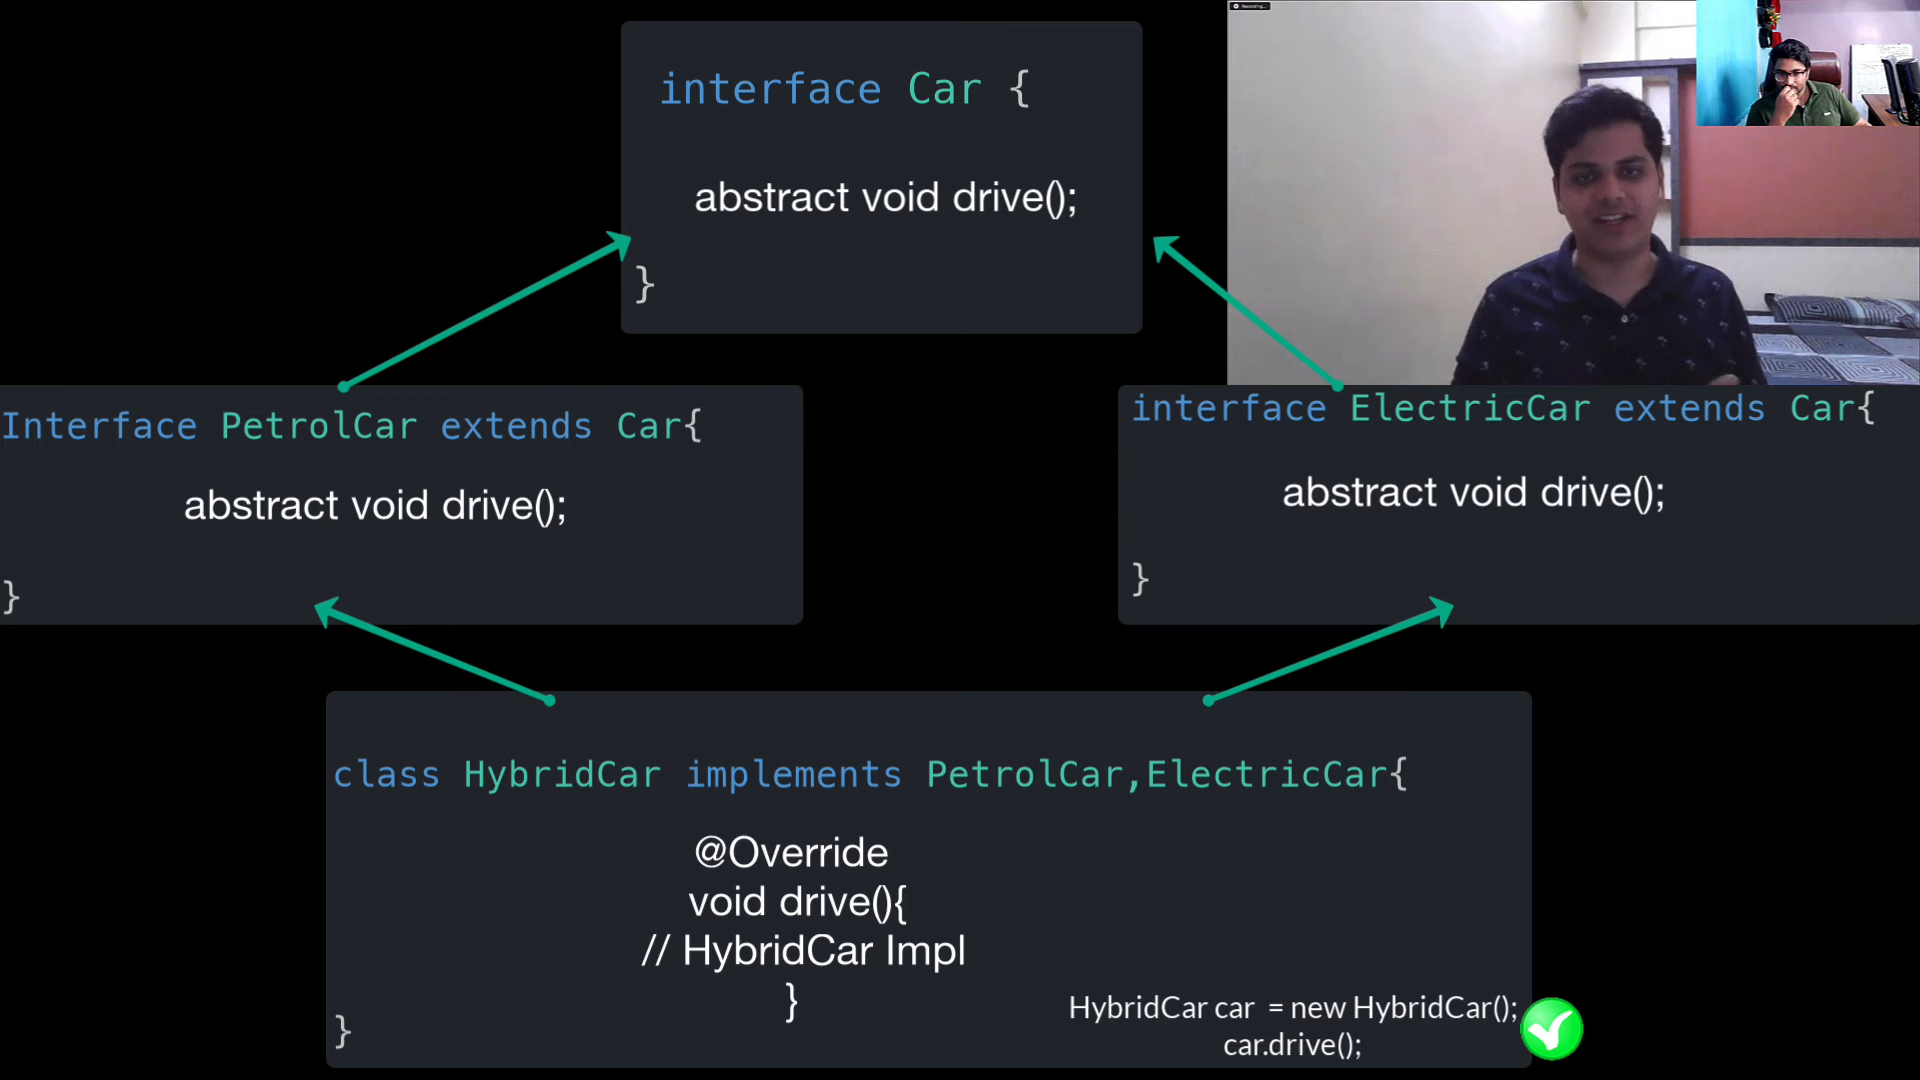 interface Car {
abstract void drive();
}
Interface PetrolCar extends Car{
abstract void drive();
}
interface ElectricCar extends Car{
abstract void drive();
}
class HybridCar implements PetrolCar,ElectricCar{
@Override
void drive(){
// HybridCar Impl
}
}
HybridCar car = new HybridCar();
car.drive();
Recording...